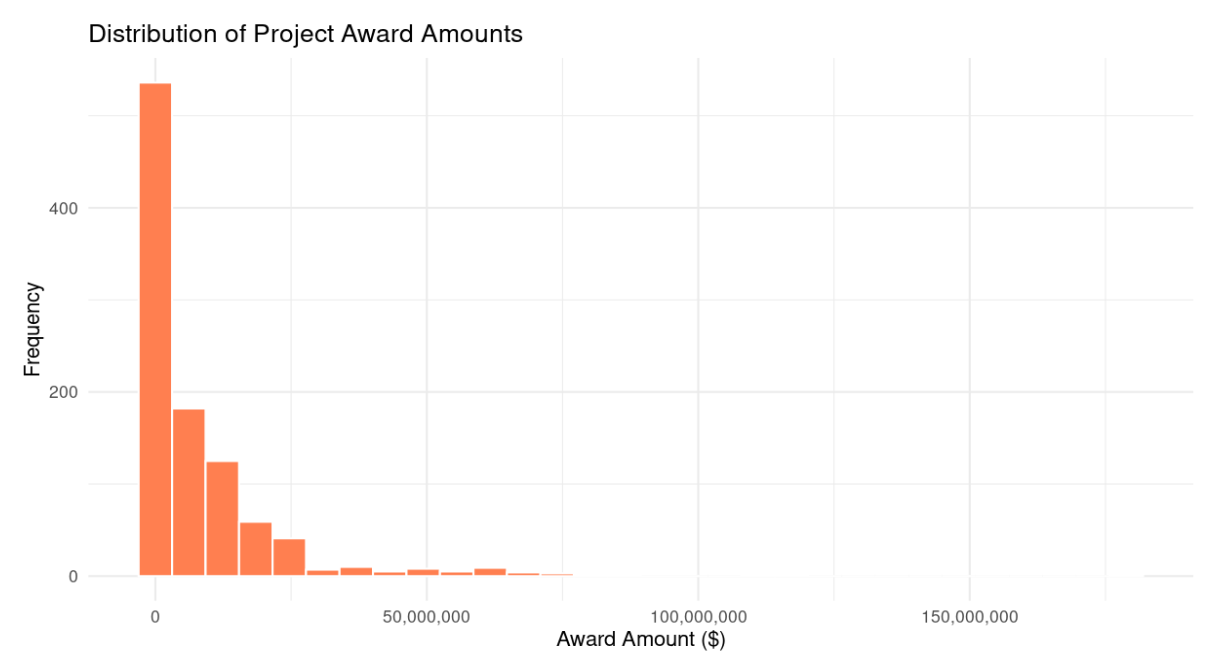 Distribution of Project Award Amounts
Frequency
400
200
0
0 50,000,000 100,000,000 150,000,000
Award Amount ($)